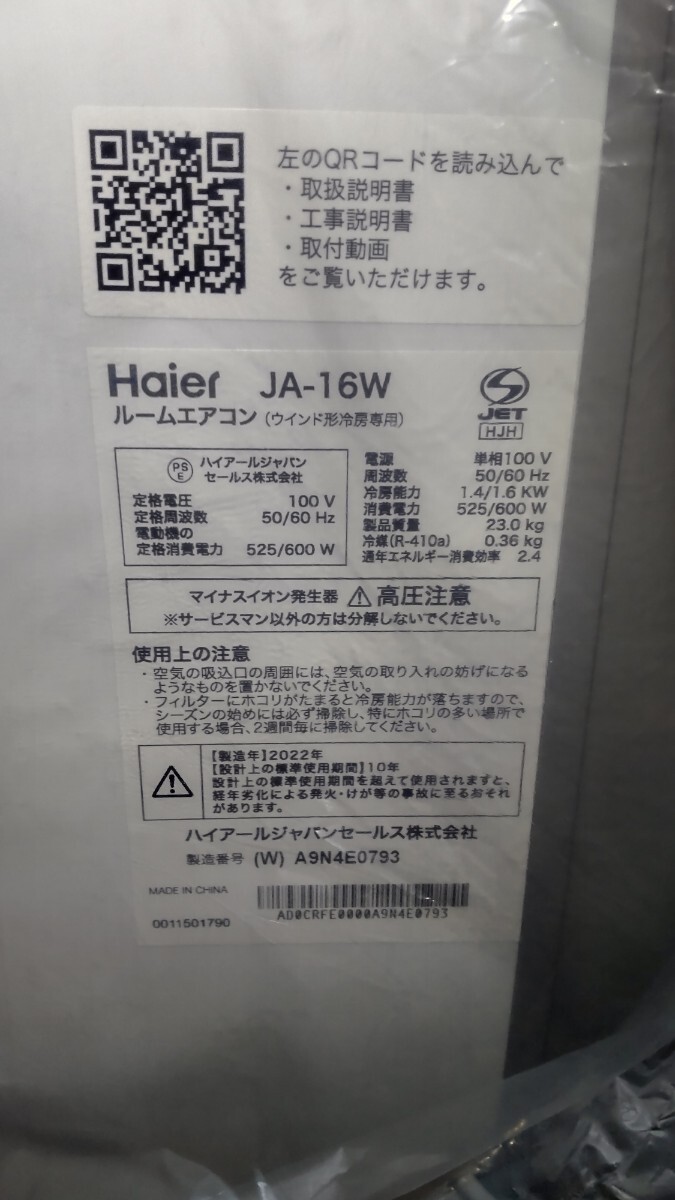 左のQRコードを読み込んで
・取扱説明書
・工事説明書
・取付動画
をご覧いただけます。
Haier JA-16W
ルームエアコン (ウインド形冷房専用)
JET
HJH
PS
E
ハイアールジャパン
セールス株式会社
定格電圧 100 V
定格周波数 50/60 Hz
電動機の
定格消費電力 525/600 W
電源 単相100 V
周波数 50/60 Hz
冷房能力 1.4/1.6 KW
消費電力 525/600 W
製品質量 23.0 kg
冷媒(R-410a) 0.36 kg
通年エネルギー消費効率 2.4
マイナスイオン発生器 ⚠ 高圧注意
※サービスマン以外の方は分解しないでください。
使用上の注意
・空気の吸込口の周囲には、空気の取り入れの妨げになる
ようなものを置かないでください。
・フィルターにホコリがたまると冷房能力が落ちますので、
シーズンの始めには必ず掃除し、特にホコリの多い場所で
使用する場合、2週間毎に掃除してください。
【製造年】2022年
【設計上の標準使用期間】10年
設計上の標準使用期間を超えて使用されますと、
経年劣化による発火・けが等の事故に至るおそれ
があります。
ハイアールジャパンセールス株式会社
製造番号 (W) A9N4E0793
MADE IN CHINA
AD0CRFE0000A9N4E0793
0011501790